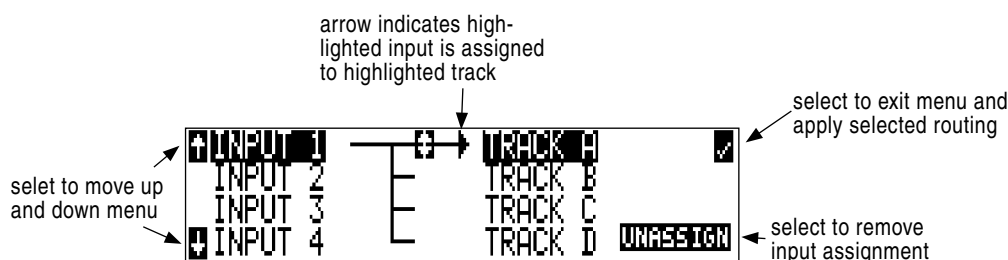 arrow indicates high-
lighted input is assigned
to highlighted track
select to exit menu and
apply selected routing
selet to move up
and down menu
INPUT 1 TRACK A
INPUT 2 TRACK B
INPUT 3 TRACK C
INPUT 4 TRACK D UNASSIGN
select to remove
input assignment